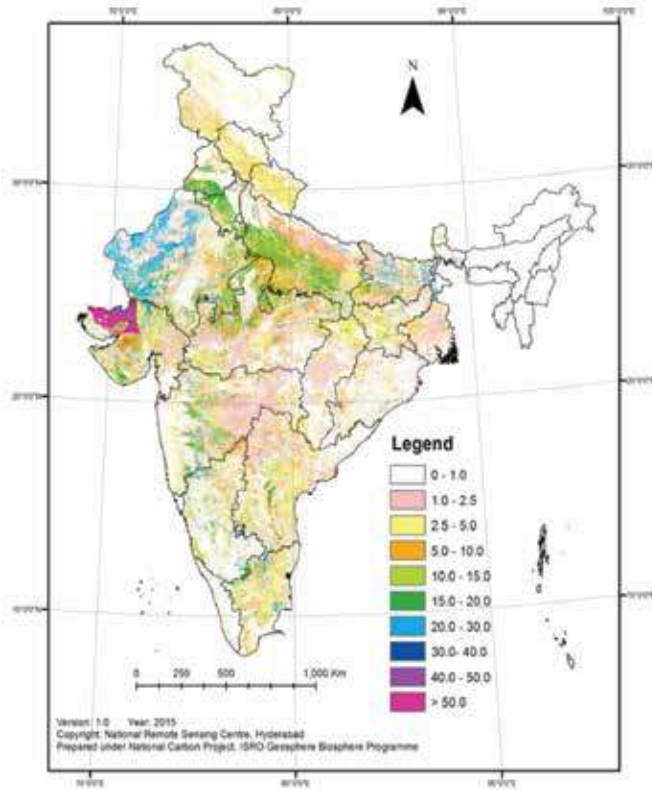 N
Legend
0 - 1.0
1.0 - 2.5
2.5 - 5.0
5.0 - 10.0
10.0 - 15.0
15.0 - 20.0
20.0 - 30.0
30.0- 40.0
40.0 - 50.0
> 50.0
0 250 500 1,000 Km
Version: 1.0 Year: 2015
Copyright: National Remote Sensing Centre, Hyderabad
Prepared under National Carbon Project, ISRO Geosphere Biosphere Programme